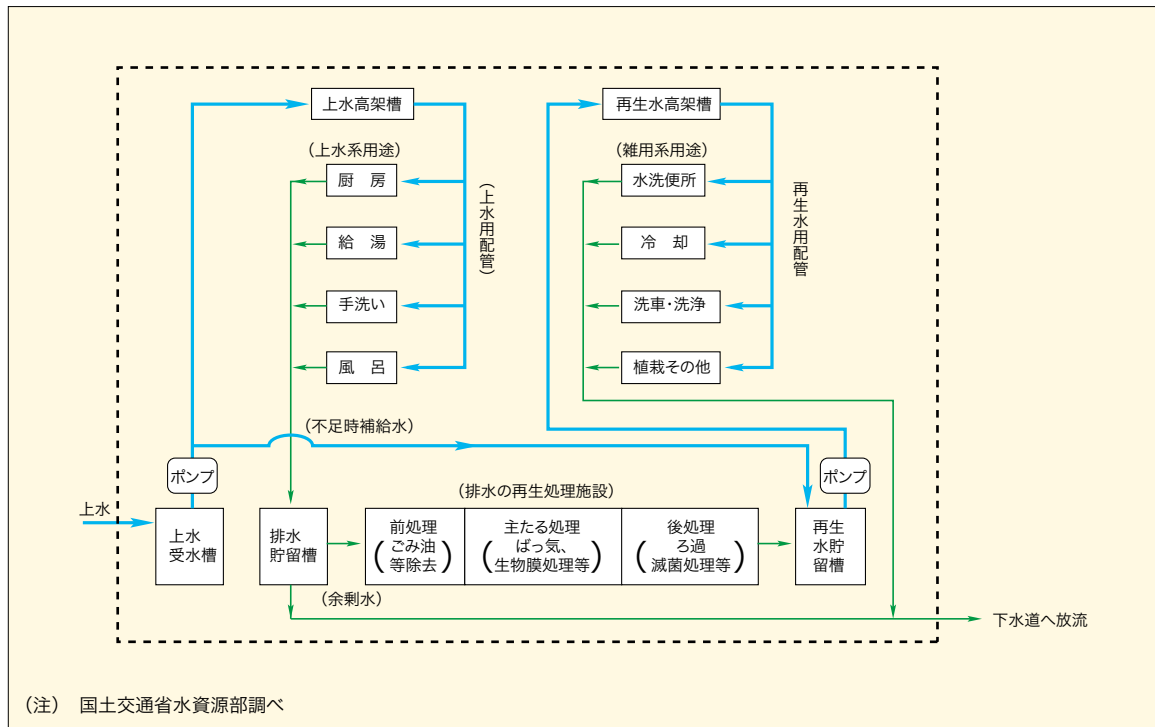 上水高架槽
再生水高架槽
（上水系用途）
（雑用系用途）
厨　房
水洗便所
（上水用配管）
再生水用配管
給　湯
冷　却
手洗い
洗車・洗浄
風　呂
植栽その他
（不足時補給水）
ポンプ
ポンプ
（排水の再生処理施設）
上水
上水
受水槽
排水
貯留槽
前処理
（ごみ油
等除去）
主たる処理
（ばっ気、
生物膜処理等）
後処理
（ろ過
滅菌処理等）
再生
水貯
留槽
（余剰水）
下水道へ放流
（注）　国土交通省水資源部調べ